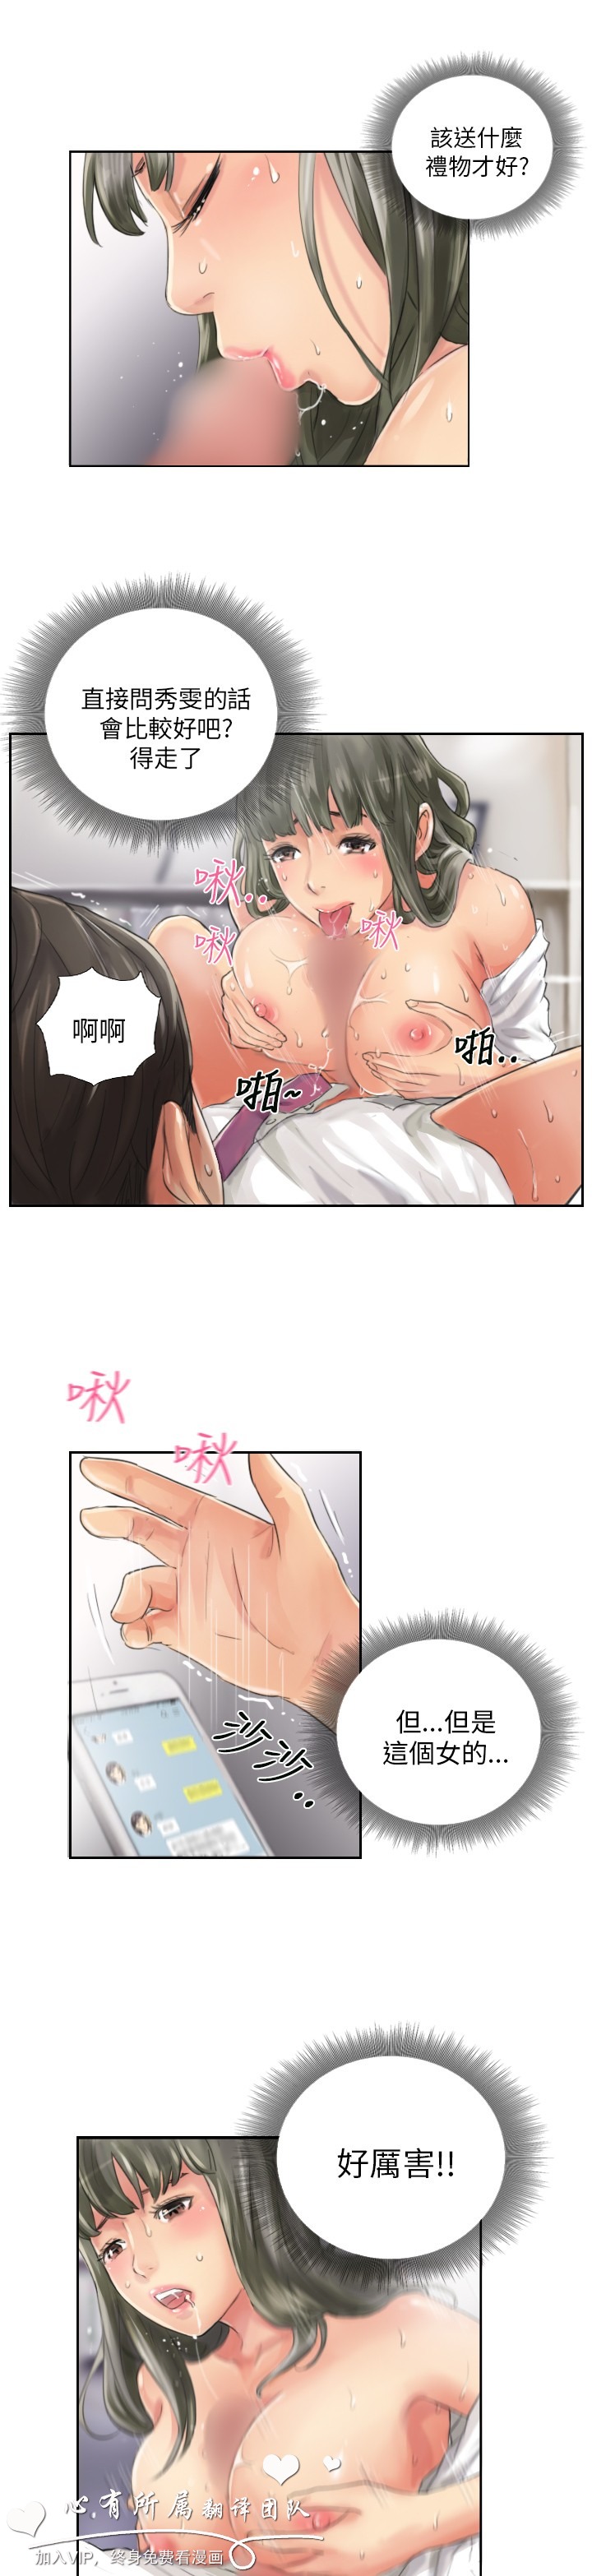 該送什麼
禮物才好?
直接問秀雯的話
會比較好吧?
得走了
啾..
啾
啾
啊啊
啪..
啪~
啾
啾
沙沙..
但...但是
這個女的...
好厲害!!
心有所属翻译团队
加入VIP，终身免费看漫画